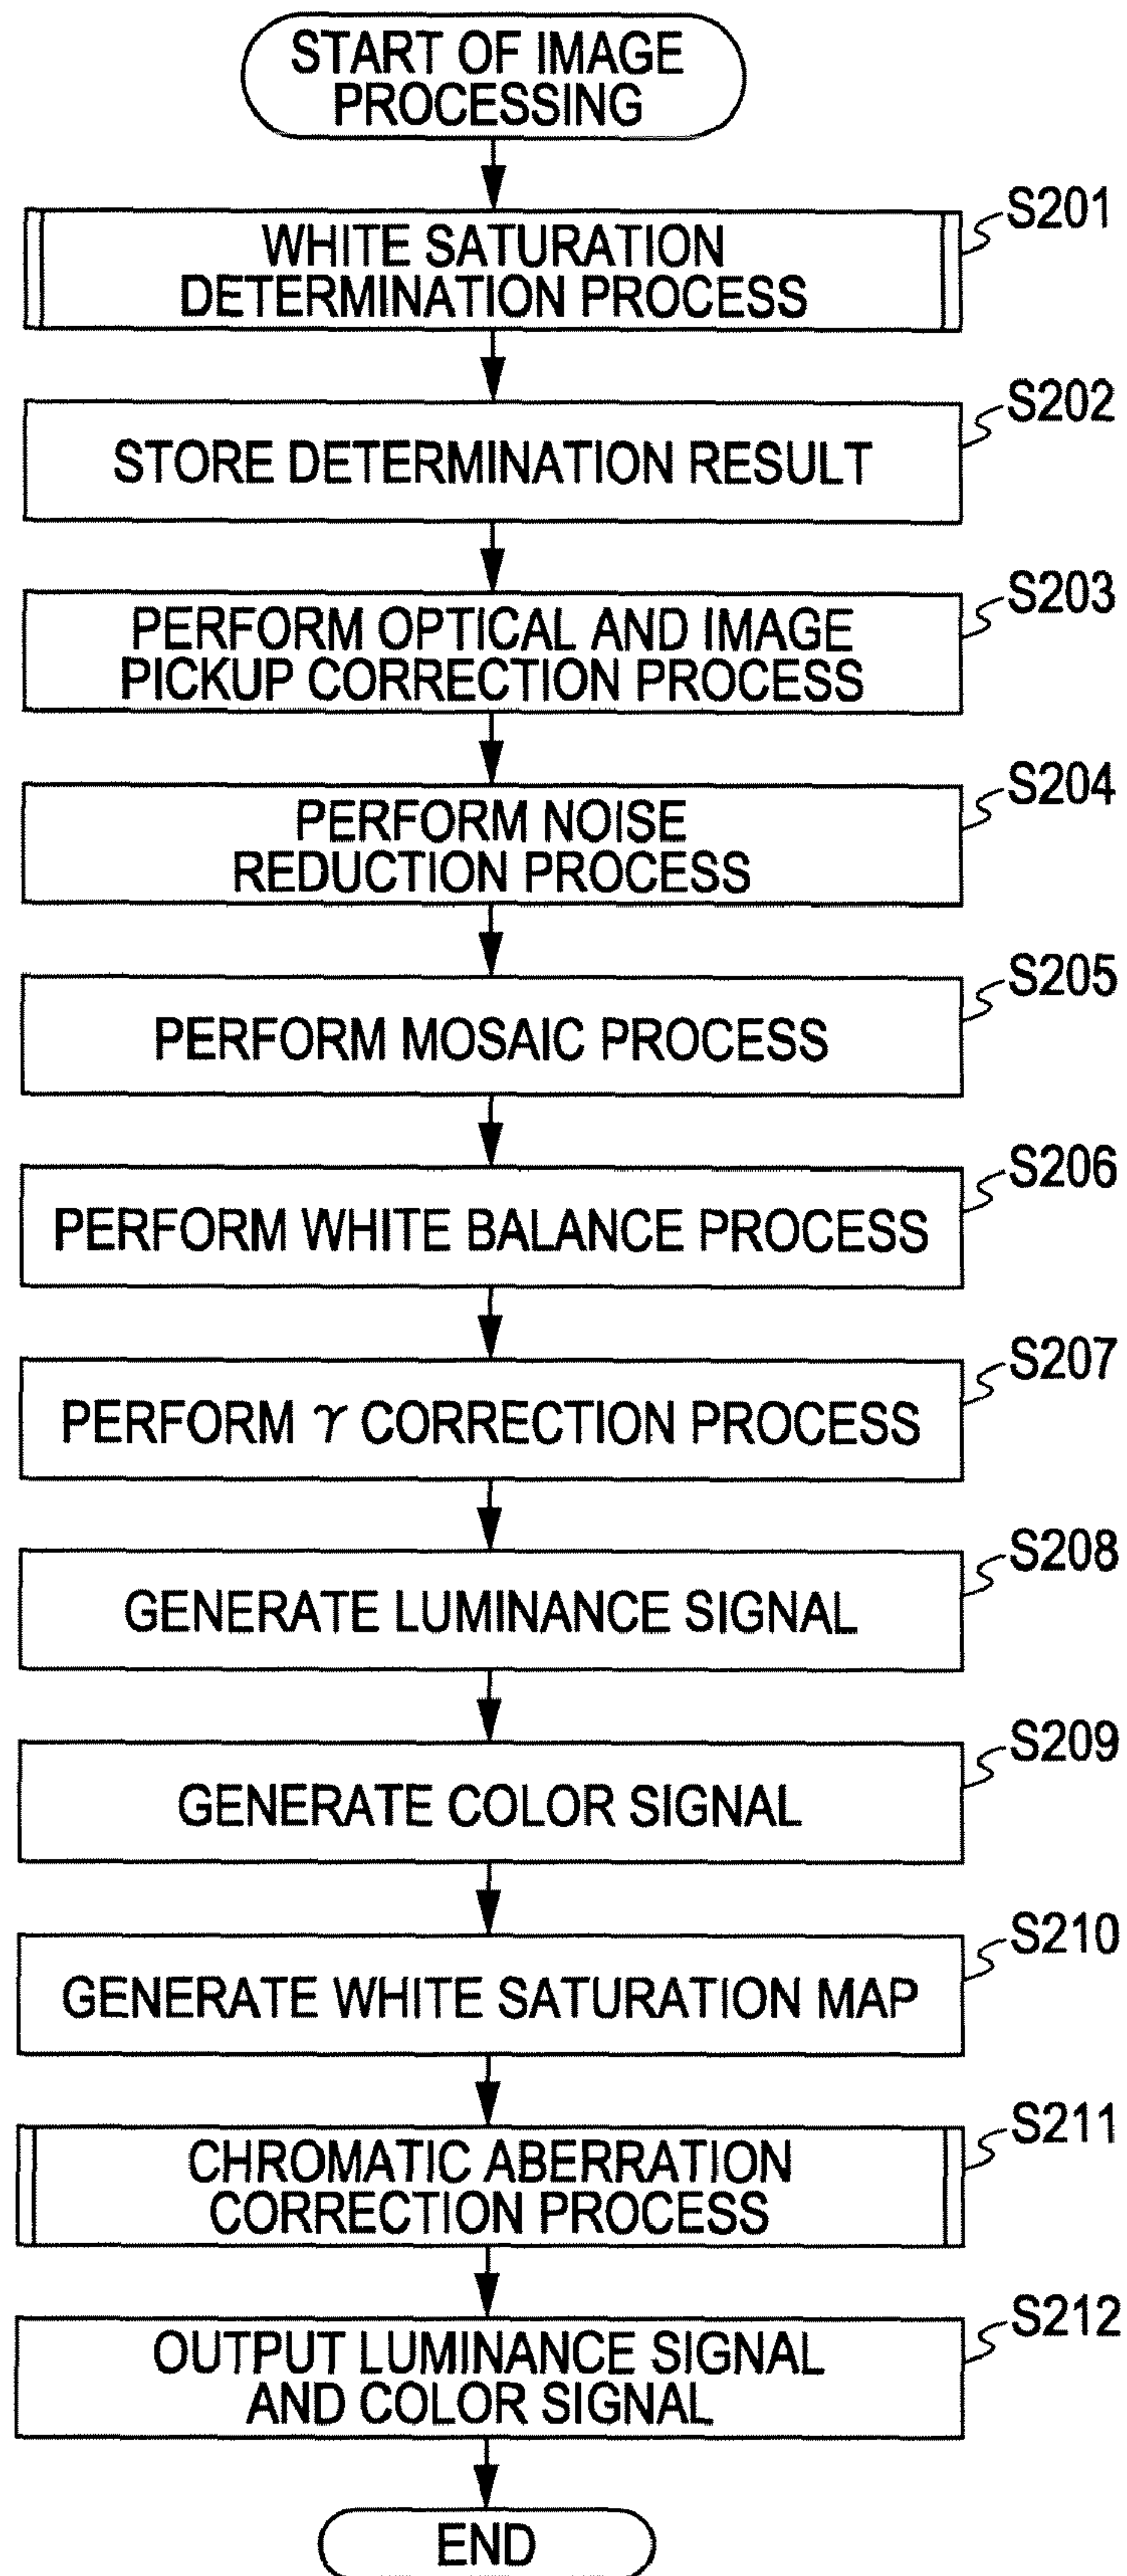 START OF IMAGE
PROCESSING
S201
WHITE SATURATION
DETERMINATION PROCESS
S202
STORE DETERMINATION RESULT
S203
PERFORM OPTICAL AND IMAGE
PICKUP CORRECTION PROCESS
S204
PERFORM NOISE
REDUCTION PROCESS
S205
PERFORM MOSAIC PROCESS
S206
PERFORM WHITE BALANCE PROCESS
S207
PERFORM γ CORRECTION PROCESS
S208
GENERATE LUMINANCE SIGNAL
S209
GENERATE COLOR SIGNAL
S210
GENERATE WHITE SATURATION MAP
S211
CHROMATIC ABERRATION
CORRECTION PROCESS
S212
OUTPUT LUMINANCE SIGNAL
AND COLOR SIGNAL
END